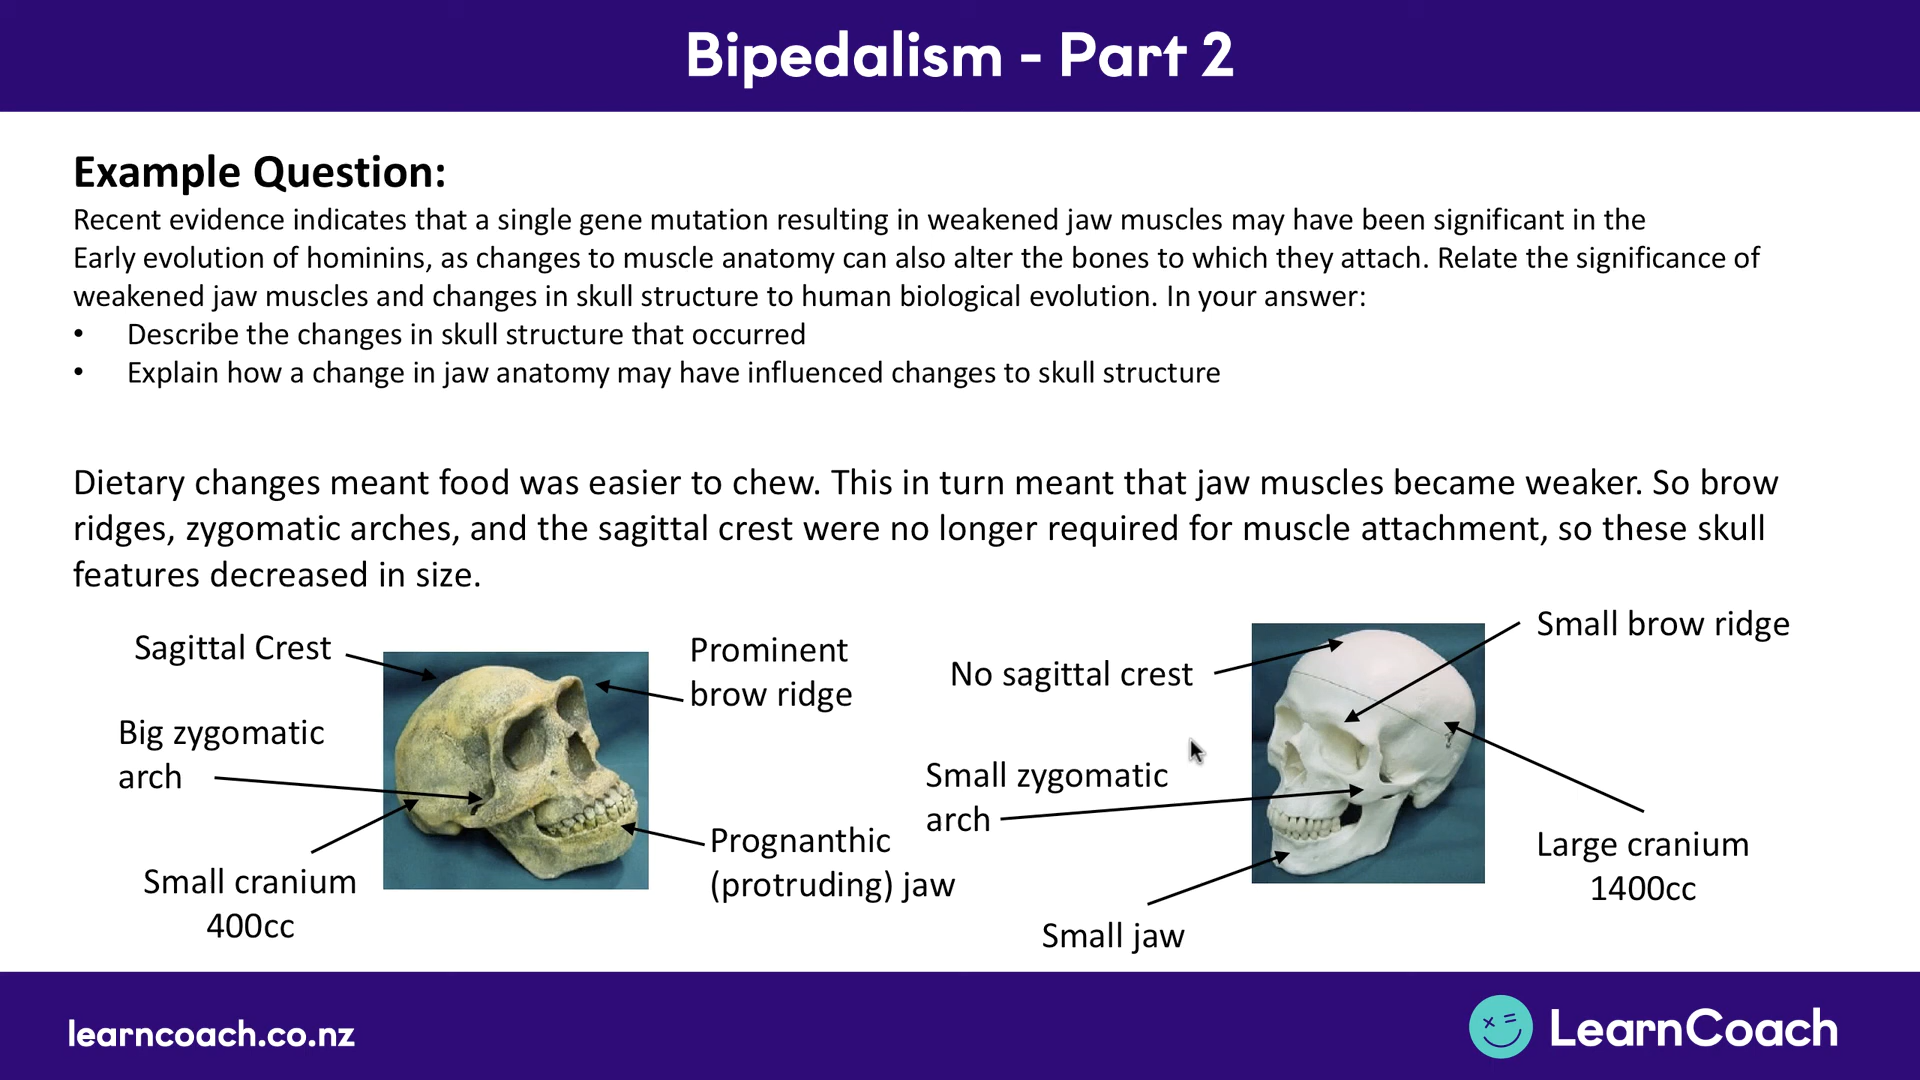 Bipedalism - Part 2
Example Question:
Recent evidence indicates that a single gene mutation resulting in weakened jaw muscles may have been significant in the
Early evolution of hominins, as changes to muscle anatomy can also alter the bones to which they attach. Relate the significance of
weakened jaw muscles and changes in skull structure to human biological evolution. In your answer:
• Describe the changes in skull structure that occurred
• Explain how a change in jaw anatomy may have influenced changes to skull structure
Dietary changes meant food was easier to chew. This in turn meant that jaw muscles became weaker. So brow
ridges, zygomatic arches, and the sagittal crest were no longer required for muscle attachment, so these skull
features decreased in size.
Sagittal Crest
Prominent
brow ridge
Big zygomatic
arch
Small cranium
400cc
Prognanthic
(protruding) jaw
Small brow ridge
No sagittal crest
Small zygomatic
arch
Large cranium
1400cc
Small jaw
learncoach.co.nz
LearnCoach